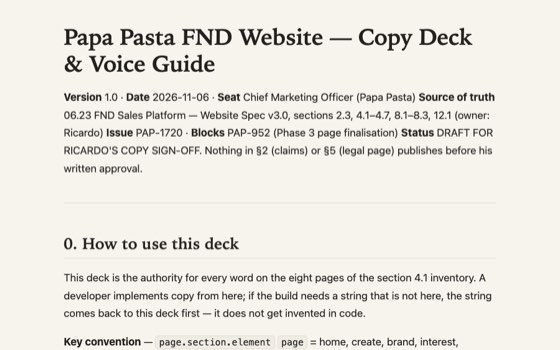 Papa Pasta FND Website — Copy Deck
& Voice Guide
Version 1.0 · Date 2026-11-06 · Seat Chief Marketing Officer (Papa Pasta) Source of truth
06.23 FND Sales Platform — Website Spec v3.0, sections 2.3, 4.1–4.7, 8.1–8.3, 12.1 (owner:
Ricardo) Issue PAP-1720 · Blocks PAP-952 (Phase 3 page finalisation) Status DRAFT FOR
RICARDO'S COPY SIGN-OFF. Nothing in §2 (claims) or §5 (legal page) publishes before his
written approval.
0. How to use this deck
This deck is the authority for every word on the eight pages of the section 4.1 inventory. A
developer implements copy from here; if the build needs a string that is not here, the string
comes back to this deck first — it does not get invented in code.
Key convention — page.section.element page = home, create, brand, interest,